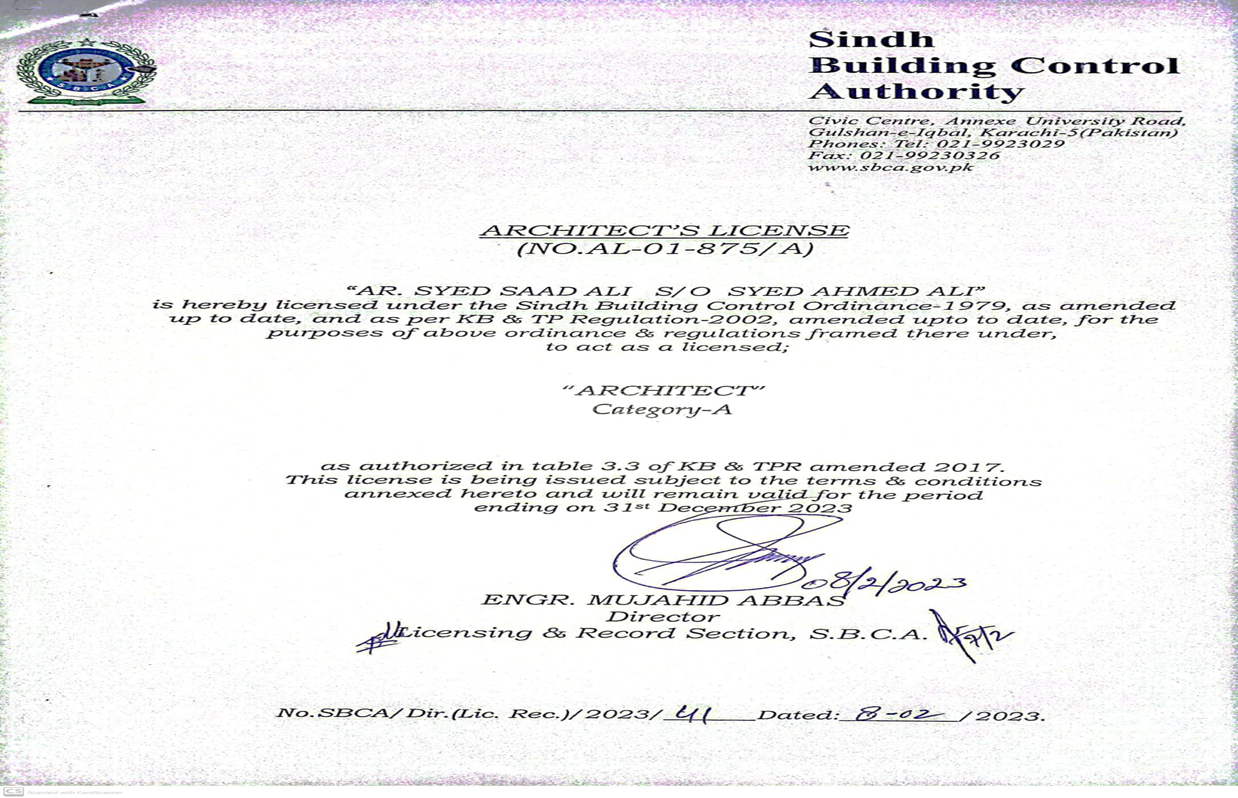 Sindh
Building Control
Authority
Civic Centre, Annexe University Road,
Gulshan-e-Iqbal, Karachi-5(Pakistan)
Phones: Tel: 021-9923029
Fax: 021-99230326
www.sbca.gov.pk
S B C A
ARCHITECT'S LICENSE
(NO.AL-01-875/A)
"AR. SYED SAAD ALI S/O SYED AHMED ALI"
is hereby licensed under the Sindh Building Control Ordinance-1979, as amended
up to date, and as per KB & TP Regulation-2002, amended upto to date, for the
purposes of above ordinance & regulations framed there under,
to act as a licensed;
"ARCHITECT"
Category-A
as authorized in table 3.3 of KB & TPR amended 2017.
This license is being issued subject to the terms & conditions
annexed hereto and will remain valid for the period
ending on 31st December 2023
08/2/2023
ENGR. MUJAHID ABBAS
Director
Licensing & Record Section, S.B.C.A.
No.SBCA/Dir.(Lic. Rec.)/2023/ 41 Dated: 8-02 /2023.
CS Scanned with CamScanner